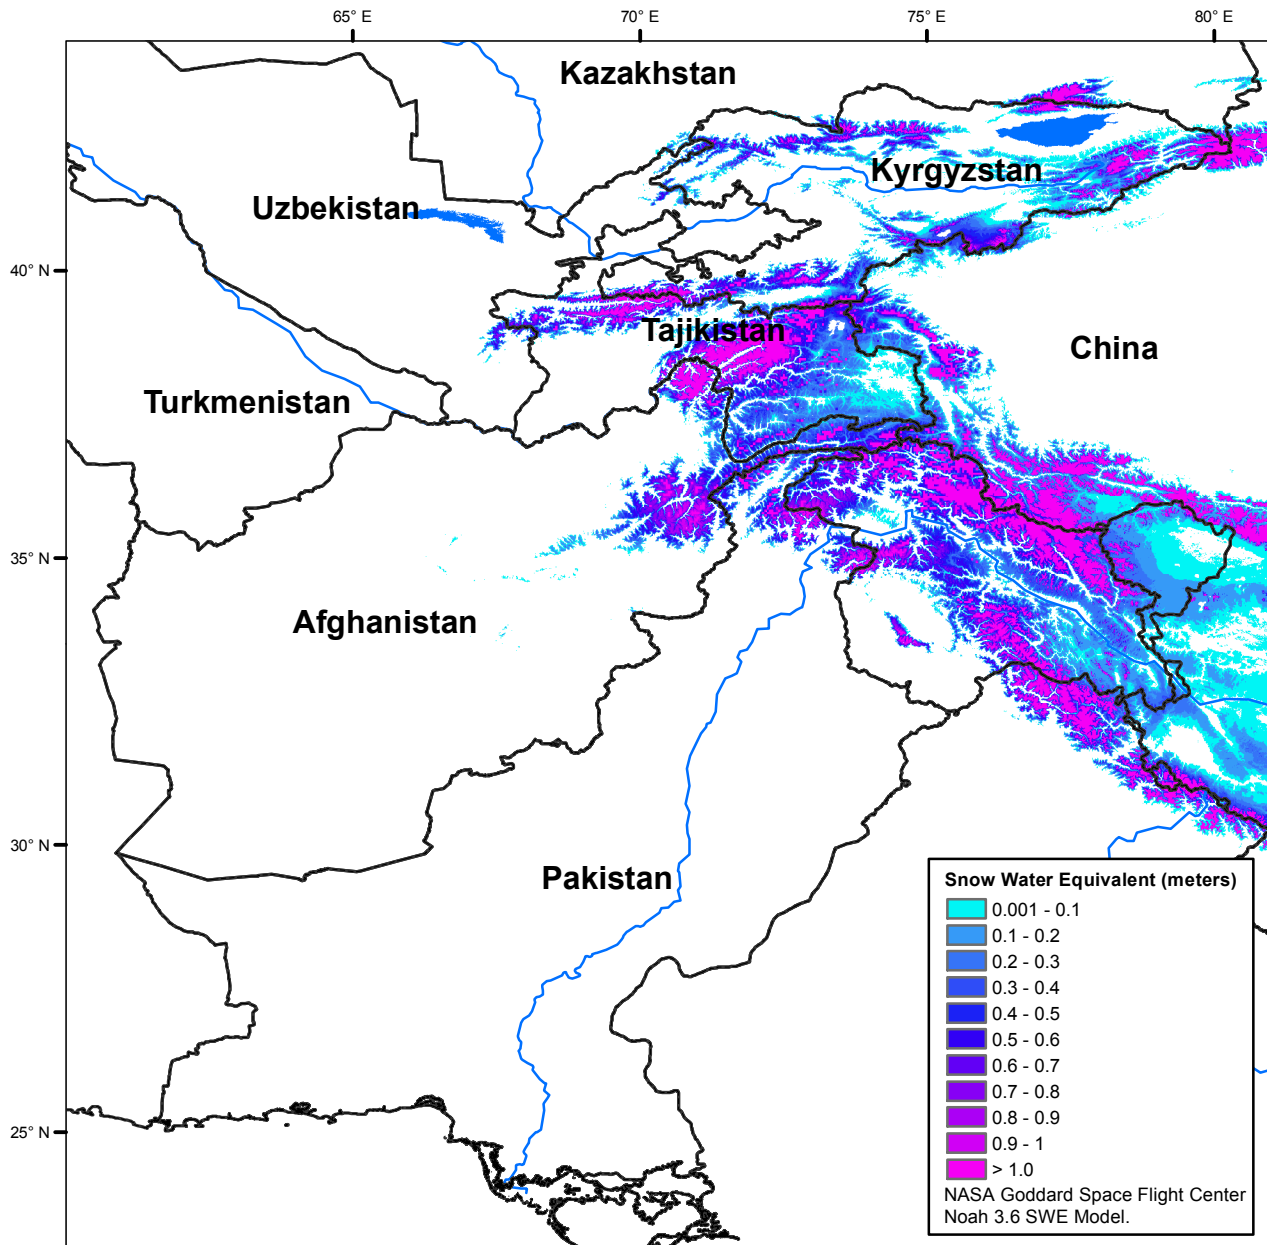 65° E
70° E
75° E
80° E
Kazakhstan
Kyrgyzstan
Uzbekistan
40° N
Tajikistan
China
Turkmenistan
35° N
Afghanistan
30° N
Pakistan
25° N
Snow Water Equivalent (meters)
0.001 - 0.1
0.1 - 0.2
0.2 - 0.3
0.3 - 0.4
0.4 - 0.5
0.5 - 0.6
0.6 - 0.7
0.7 - 0.8
0.8 - 0.9
0.9 - 1
> 1.0
NASA Goddard Space Flight Center
Noah 3.6 SWE Model.